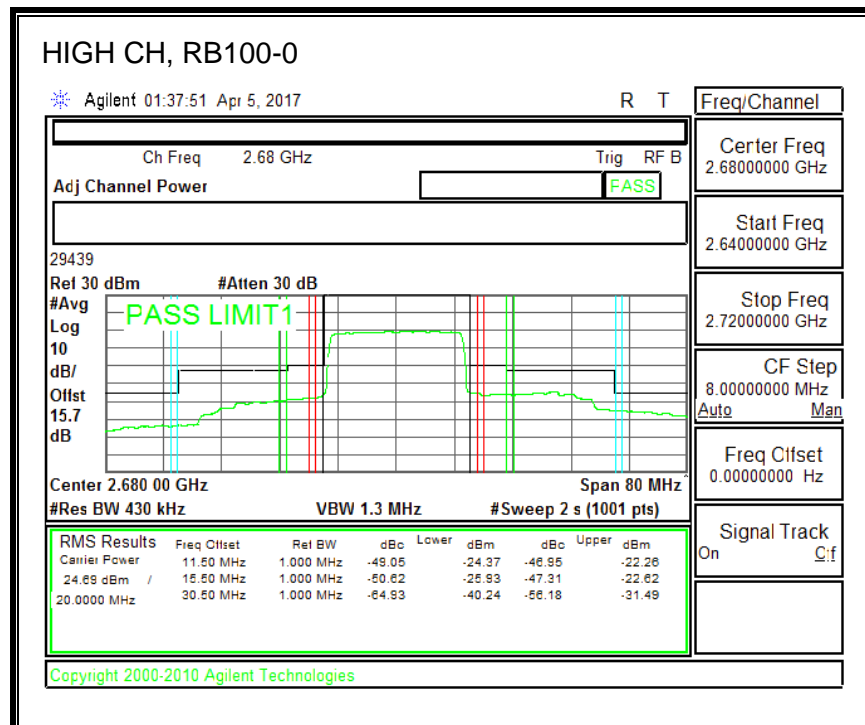 HIGH CH, RB100-0
Agilent 01:37:51 Apr 5, 2017 R T
Freq/Channel
Ch Freq 2.68 GHz Trig RF B
Adj Channel Power PASS
Center Freq
2.68000000 GHz
Start Freq
2.64000000 GHz
29439
Ref 30 dBm #Atten 30 dB
#Avg
Log
10
dB/
Offst
15.7
dB
PASS LIMIT1
Stop Freq
2.72000000 GHz
CF Step
8.00000000 MHz
Auto Man
Freq Offset
0.00000000 Hz
Center 2.680 00 GHz Span 80 MHz
#Res BW 430 kHz VBW 1.3 MHz #Sweep 2 s (1001 pts)
Signal Track
On Off
RMS Results Freq Offset Ref BW dBc Lower dBm dBc Upper dBm
Carrier Power 11.50 MHz 1.000 MHz -49.05 -24.37 -46.95 -22.26
24.69 dBm / 15.50 MHz 1.000 MHz -50.62 -25.93 -47.31 -22.62
20.0000 MHz 30.50 MHz 1.000 MHz -64.93 -40.24 -56.18 -31.49
Copyright 2000-2010 Agilent Technologies